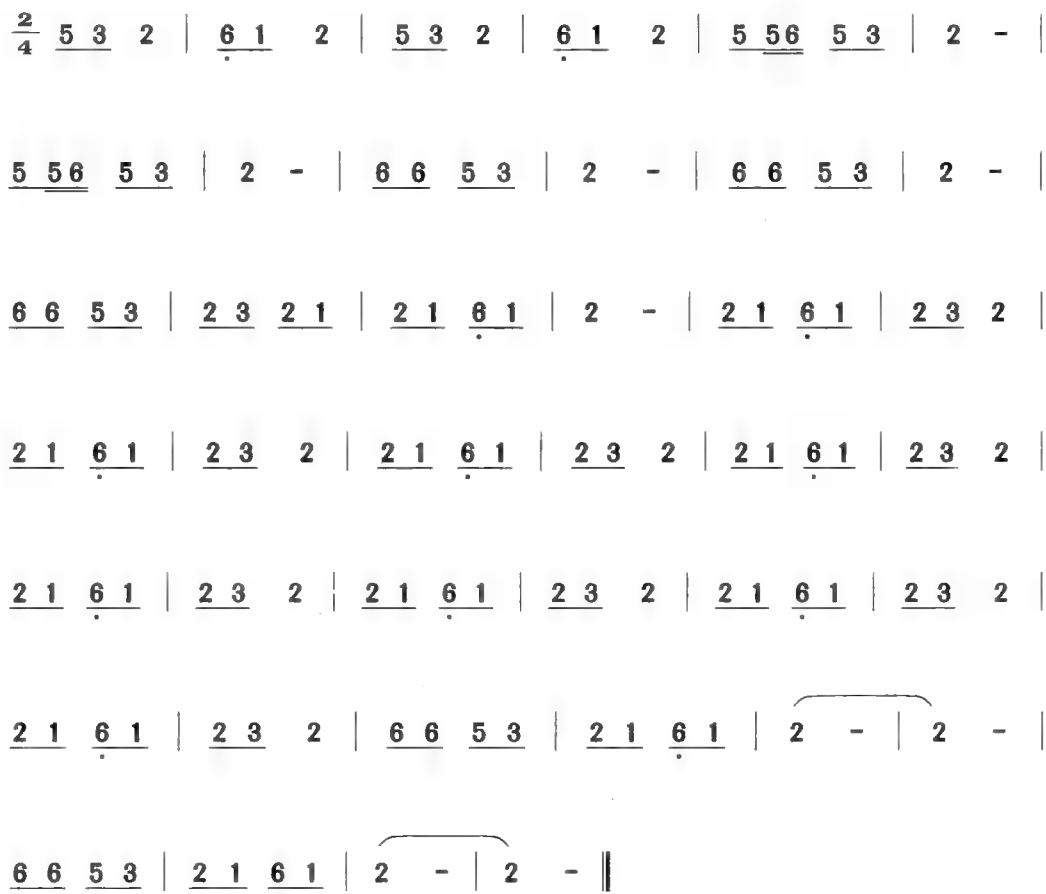 2/4 5 3 2 | 6̣ 1 2 | 5 3 2 | 6̣ 1 2 | 5 56 5 3 | 2 - |
5 56 5 3 | 2 - | 6 6 5 3 | 2 - | 6 6 5 3 | 2 - |
6 6 5 3 | 2 3 2 1 | 2 1 6̣ 1 | 2 - | 2 1 6̣ 1 | 2 3 2 |
2 1 6̣ 1 | 2 3 2 | 2 1 6̣ 1 | 2 3 2 | 2 1 6̣ 1 | 2 3 2 |
2 1 6̣ 1 | 2 3 2 | 2 1 6̣ 1 | 2 3 2 | 2 1 6̣ 1 | 2 3 2 |
2 1 6̣ 1 | 2 3 2 | 6 6 5 3 | 2 1 6̣ 1 | 2 - | 2 - |
6 6 5 3 | 2 1 6 1 | 2 - | 2 - ‖